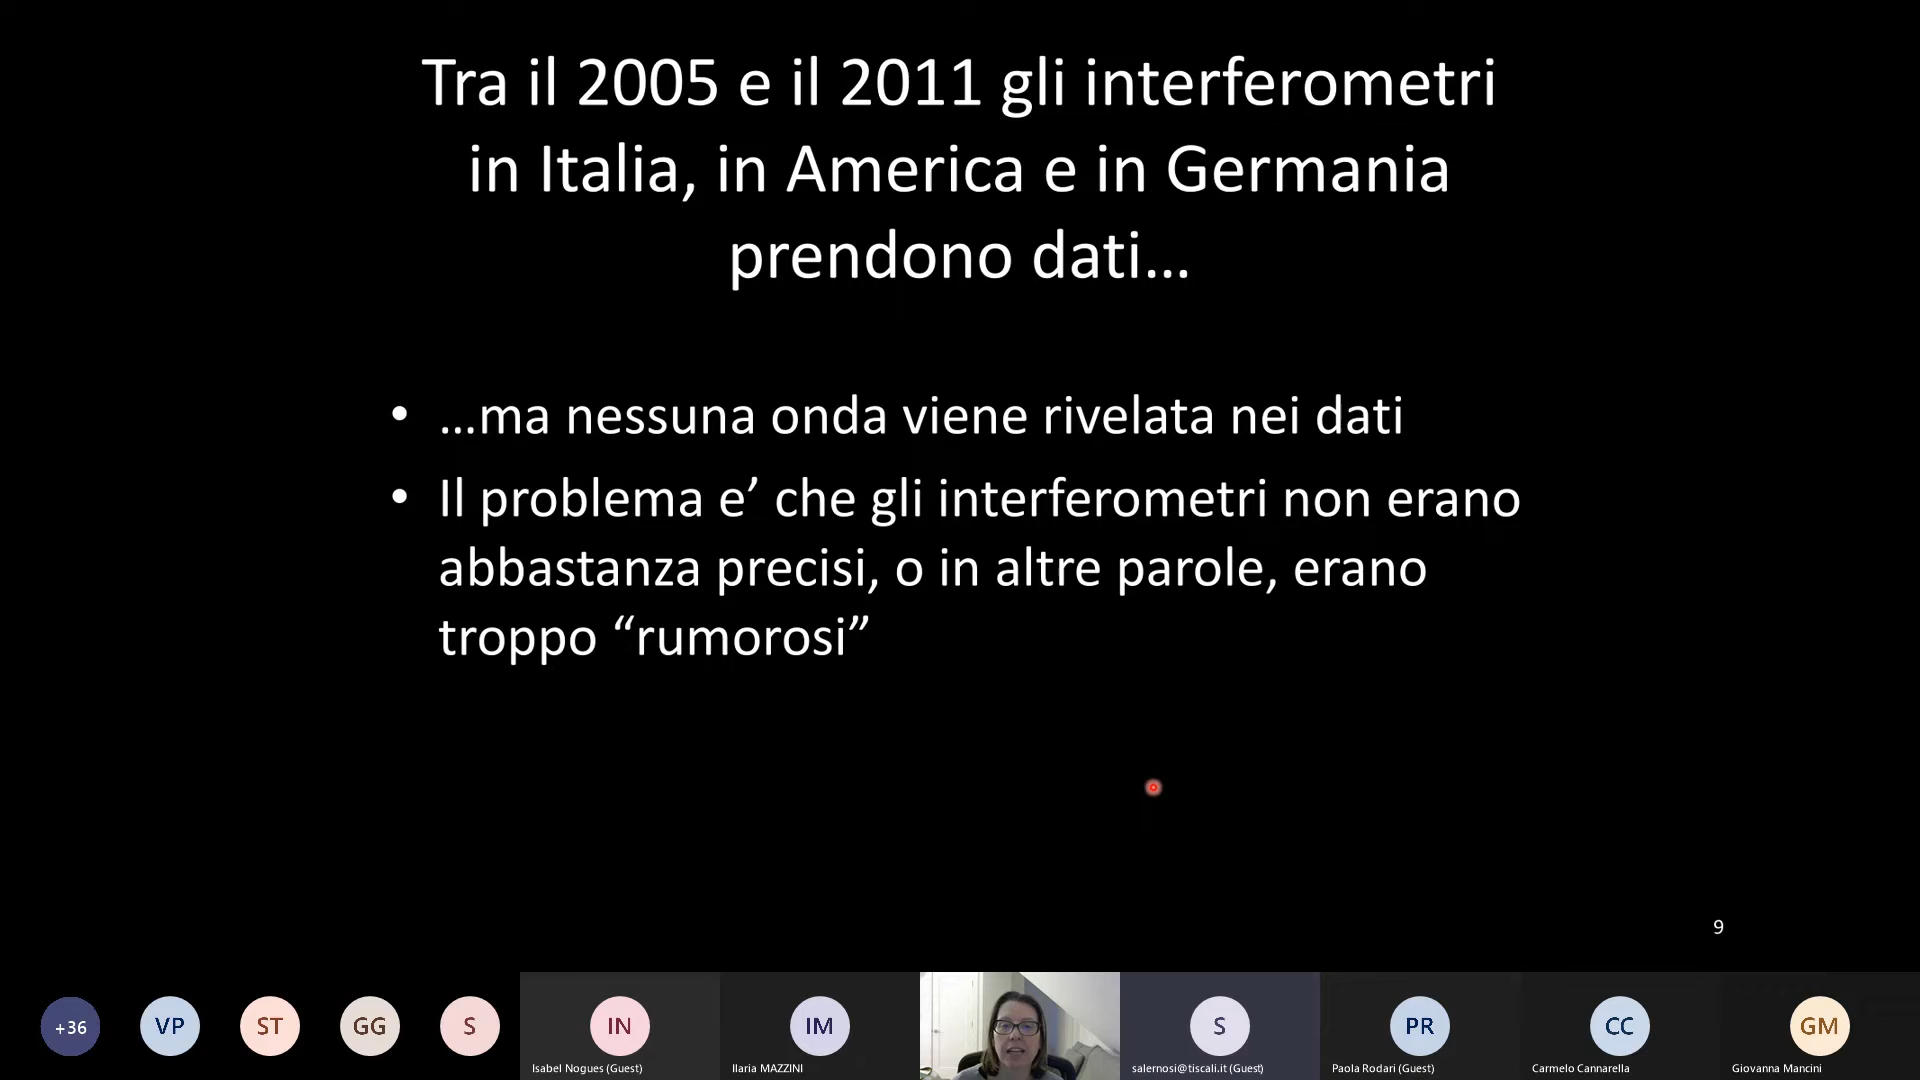 Tra il 2005 e il 2011 gli interferometri
in Italia, in America e in Germania
prendono dati…
• …ma nessuna onda viene rivelata nei dati
• Il problema e’ che gli interferometri non erano
abbastanza precisi, o in altre parole, erano
troppo “rumorosi”
9
+36
VP
ST
GG
S
IN
IM
S
PR
CC
GM
Isabel Nogues (Guest)
Ilaria MAZZINI
salernosi@tiscali.it (Guest)
Paola Rodari (Guest)
Carmelo Cannarella
Giovanna Mancini